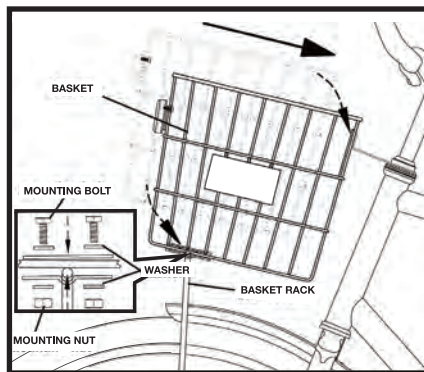 BASKET
MOUNTING BOLT
WASHER
BASKET RACK
MOUNTING NUT